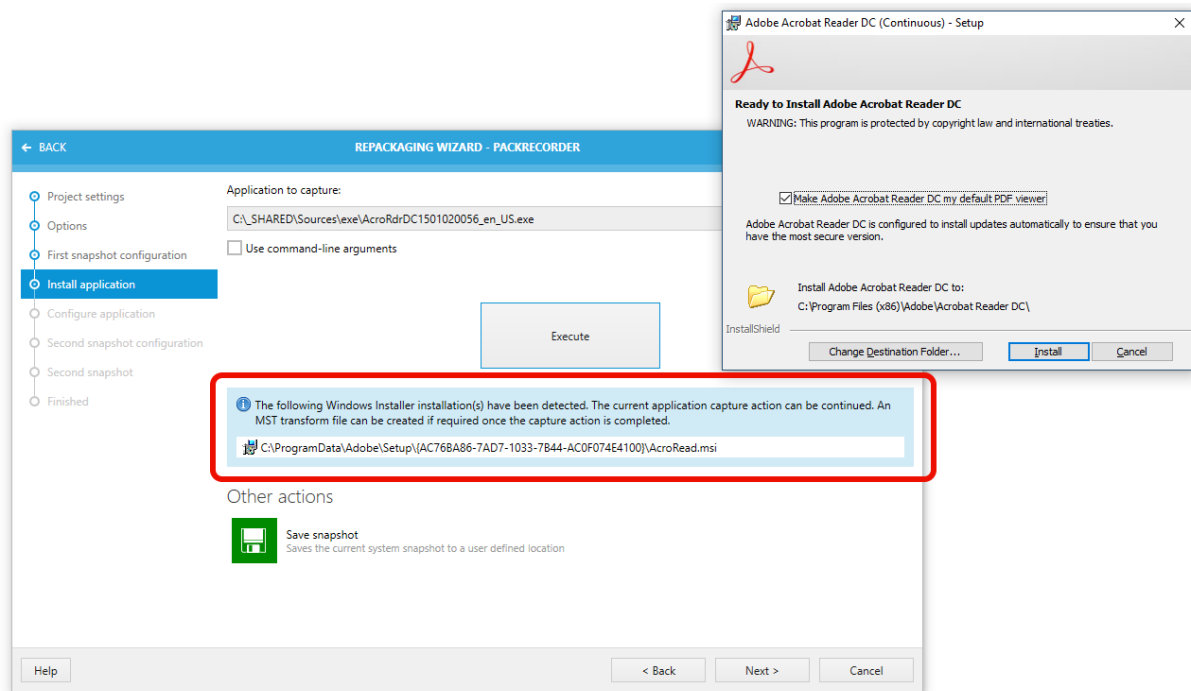 Adobe Acrobat Reader DC (Continuous) - Setup
Ready to Install Adobe Acrobat Reader DC
WARNING: This program is protected by copyright law and international treaties.
Make Adobe Acrobat Reader DC my default PDF viewer
Adobe Acrobat Reader DC is configured to install updates automatically to ensure that you
have the most secure version.
Install Adobe Acrobat Reader DC to:
C:\Program Files (x86)\Adobe\Acrobat Reader DC\
InstallShield
Change Destination Folder...
Install
Cancel
BACK
REPACKAGING WIZARD - PACKRECORDER
Project settings
Options
First snapshot configuration
Install application
Configure application
Second snapshot configuration
Second snapshot
Finished
Application to capture:
C:\_SHARED\Sources\exe\AcroRdrDC1501020056_en_US.exe
Use command-line arguments
Execute
The following Windows Installer installation(s) have been detected. The current application capture action can be continued. An
MST transform file can be created if required once the capture action is completed.
C:\ProgramData\Adobe\Setup\{AC76BA86-7AD7-1033-7B44-AC0F074E4100}\AcroRead.msi
Other actions
Save snapshot
Saves the current system snapshot to a user defined location
Help
< Back
Next >
Cancel